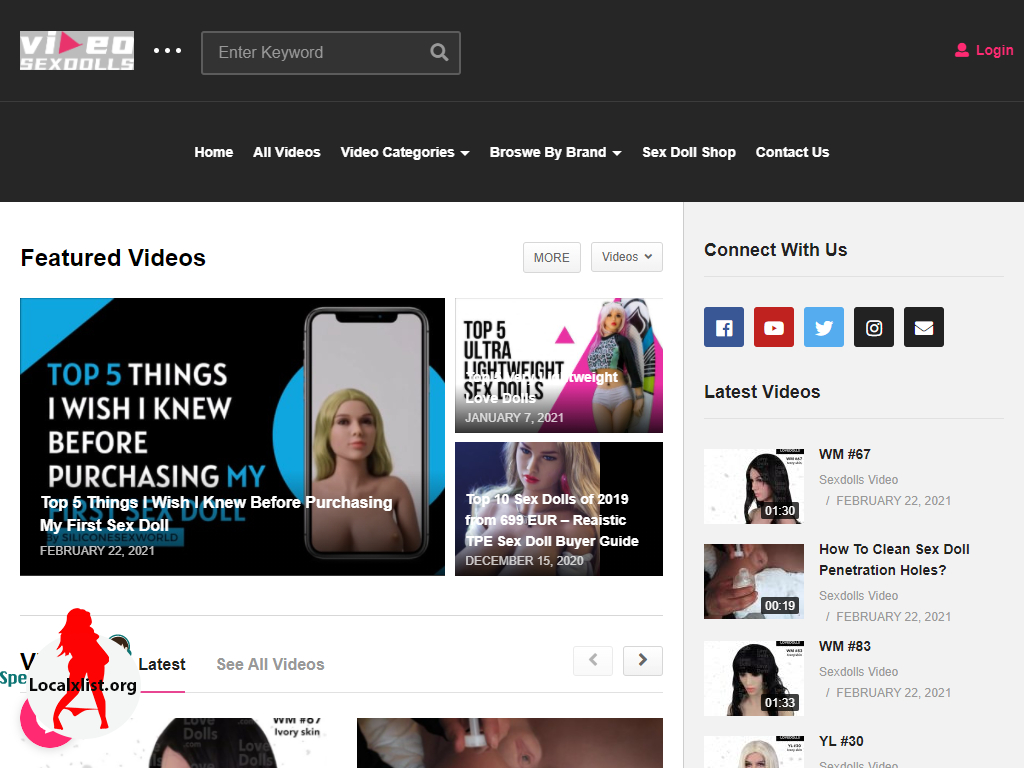 video
SEXDOLLS
Enter Keyword
Login
Home
All Videos
Video Categories
Broswe By Brand
Sex Doll Shop
Contact Us
Featured Videos
MORE
Videos
TOP 5 THINGS
I WISH I KNEW
BEFORE
PURCHASING MY
FIRST SEX DOLL
by SILICONESEXWORLD
Top 5 Things I Wish I Knew Before Purchasing
My First Sex Doll
FEBRUARY 22, 2021
TOP 5
ULTRA
LIGHTWEIGHT
SEX DOLLS
Love Dolls
JANUARY 7, 2021
Top 10 Sex Dolls of 2019
from 699 EUR – Reaistic
TPE Sex Doll Buyer Guide
DECEMBER 15, 2020
Connect With Us
Latest Videos
WM #67
Sexdolls Video
/ FEBRUARY 22, 2021
01:30
How To Clean Sex Doll
Penetration Holes?
Sexdolls Video
/ FEBRUARY 22, 2021
00:19
WM #83
Sexdolls Video
/ FEBRUARY 22, 2021
01:33
YL #30
Sexdolls Video
Latest
See All Videos
Spe
Localxlist.org
WM #67
Ivory skin
Love
Dolls
.com